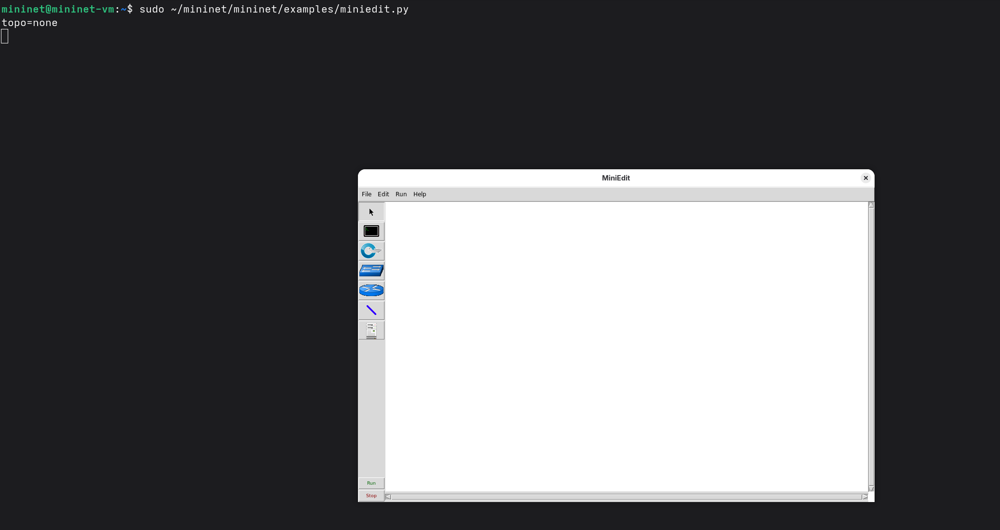 mininet@mininet-vm:~$ sudo ~/mininet/mininet/examples/miniedit.py
topo=none
MiniEdit
File Edit Run Help
Run
Stop